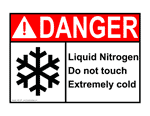 DANGER
Liquid Nitrogen
Do not touch
Extremely cold